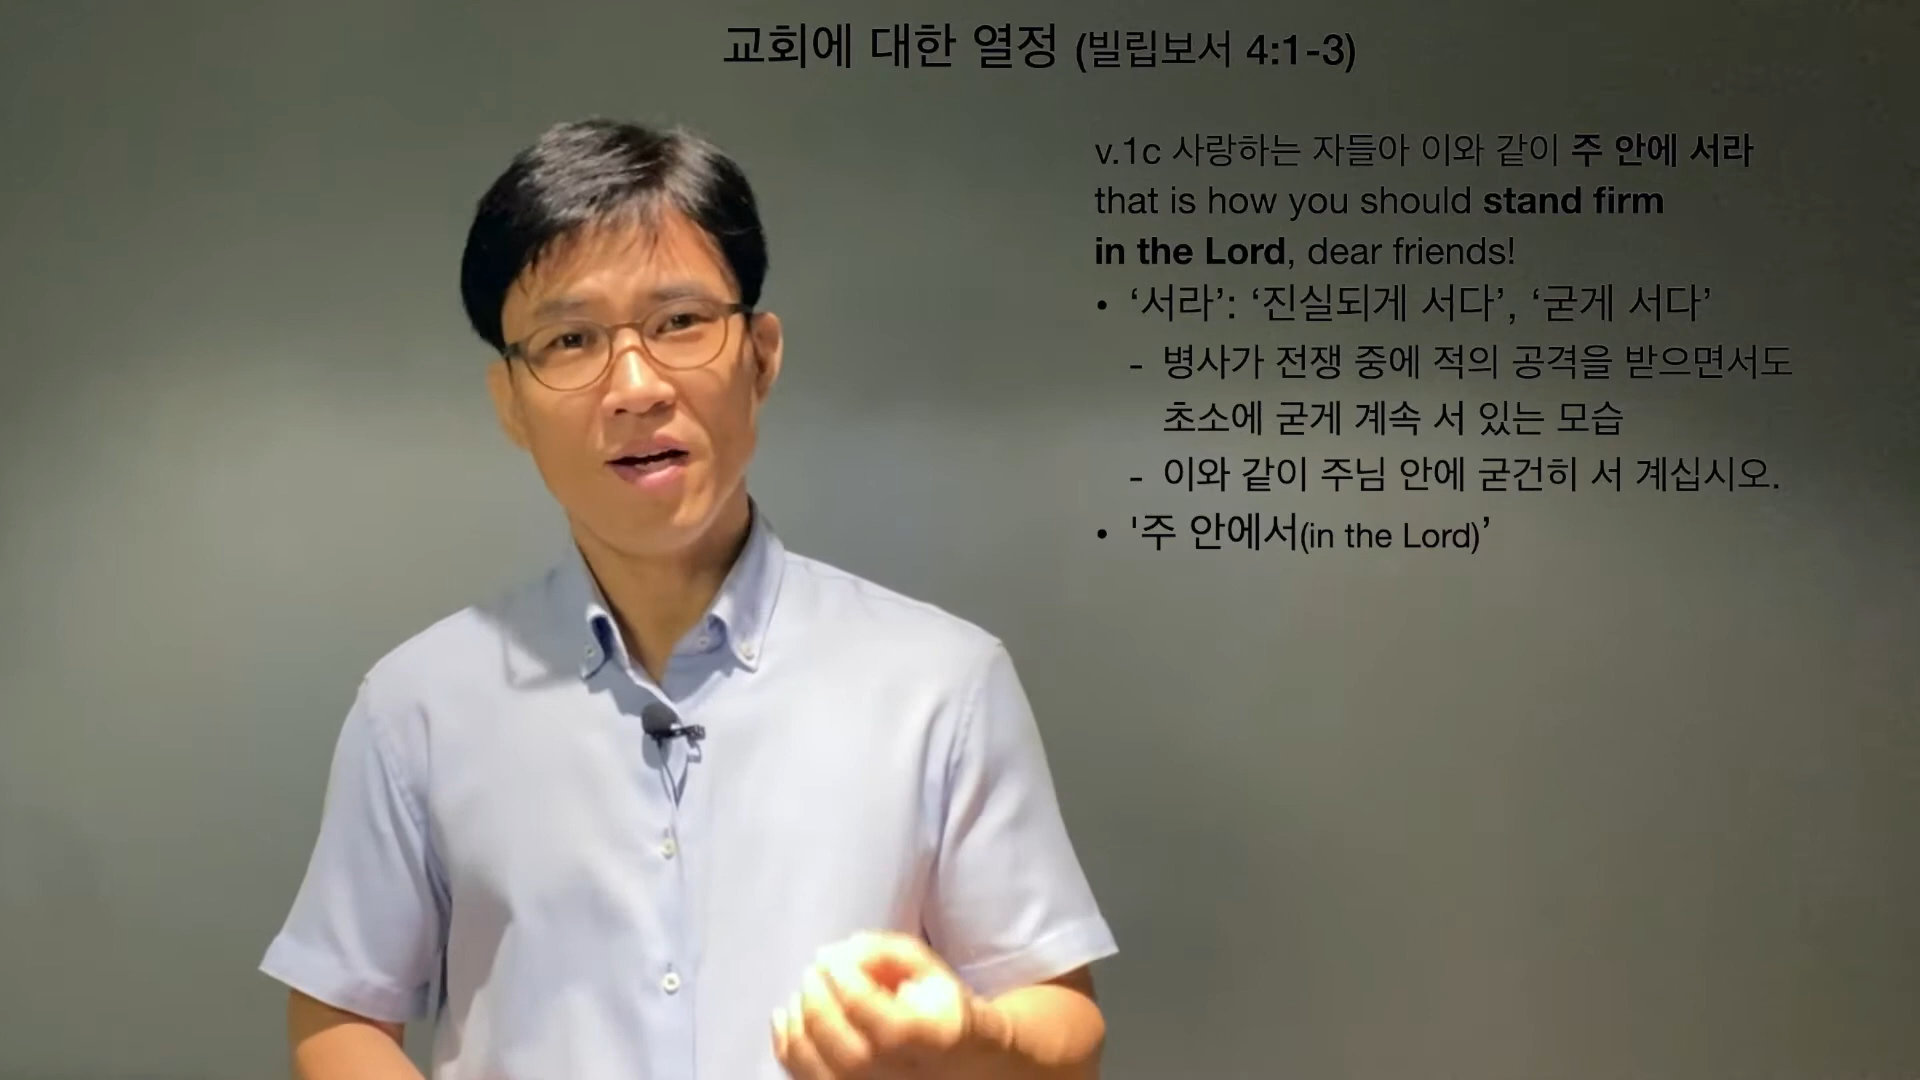 교회에 대한 열정 (빌립보서 4:1-3)
v.1c 사랑하는 자들아 이와 같이 주 안에 서라
that is how you should stand firm
in the Lord, dear friends!
• ‘서라’: ‘진실되게 서다’, ‘굳게 서다’
- 병사가 전쟁 중에 적의 공격을 받으면서도
초소에 굳게 계속 서 있는 모습
- 이와 같이 주님 안에 굳건히 서 계십시오.
• '주 안에서(in the Lord)’